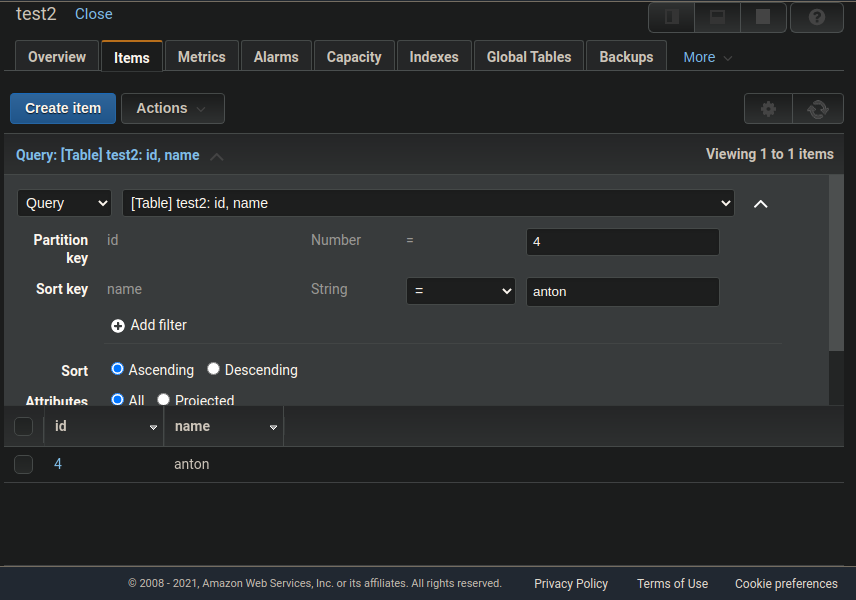 test2 Close
Overview Items Metrics Alarms Capacity Indexes Global Tables Backups More
Create item Actions
Query: [Table] test2: id, name Viewing 1 to 1 items
Query [Table] test2: id, name
Partition key id Number = 4
Sort key name String = anton
Add filter
Sort Ascending Descending
Attributes All Projected
id name
4 anton
© 2008 - 2021, Amazon Web Services, Inc. or its affiliates. All rights reserved. Privacy Policy Terms of Use Cookie preferences